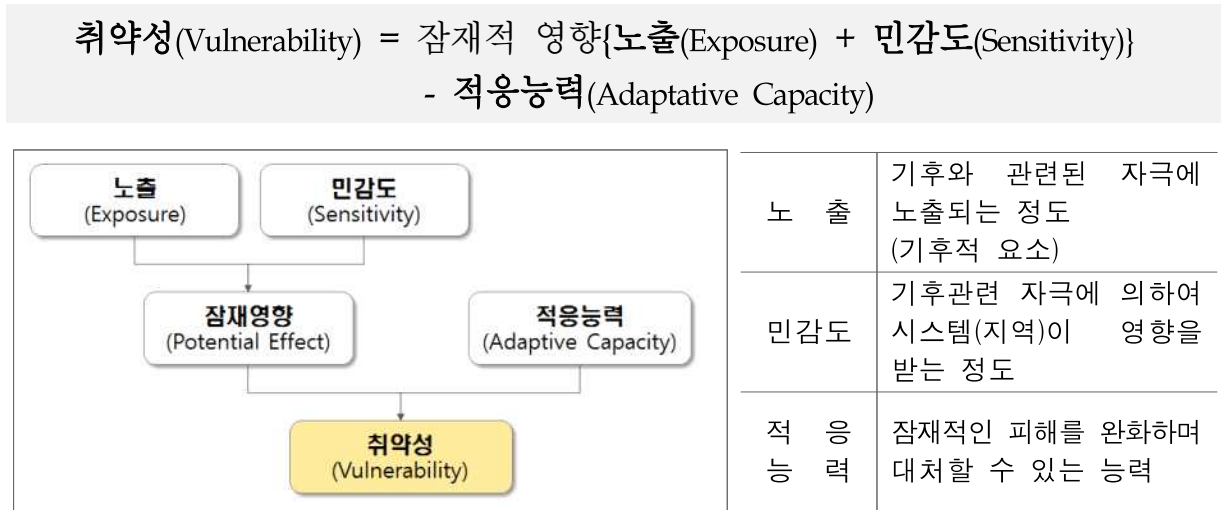 취약성(Vulnerability) = 잠재적 영향{노출(Exposure) + 민감도(Sensitivity)}
- 적응능력(Adaptative Capacity)
노출
(Exposure)
민감도
(Sensitivity)
잠재영향
(Potential Effect)
적응능력
(Adaptive Capacity)
취약성
(Vulnerability)
노 출
기후와 관련된 자극에
노출되는 정도
(기후적 요소)
민감도
기후관련 자극에 의하여
시스템(지역)이 영향을
받는 정도
적 응
능 력
잠재적인 피해를 완화하며
대처할 수 있는 능력